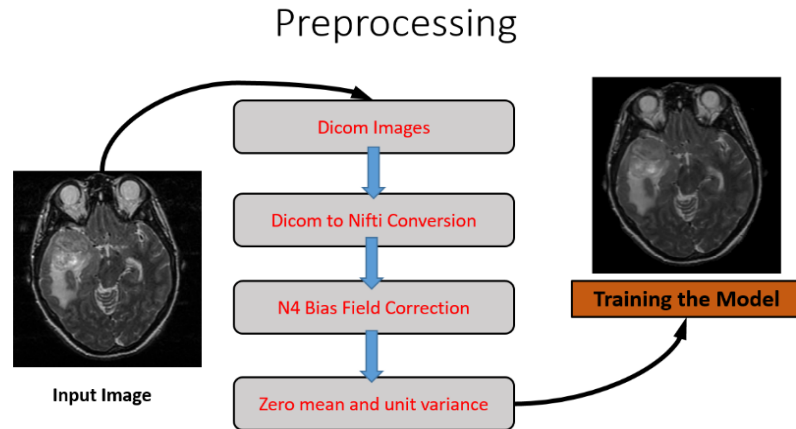 Preprocessing
Dicom Images
Dicom to Nifti Conversion
N4 Bias Field Correction
Zero mean and unit variance
Input Image
Training the Model